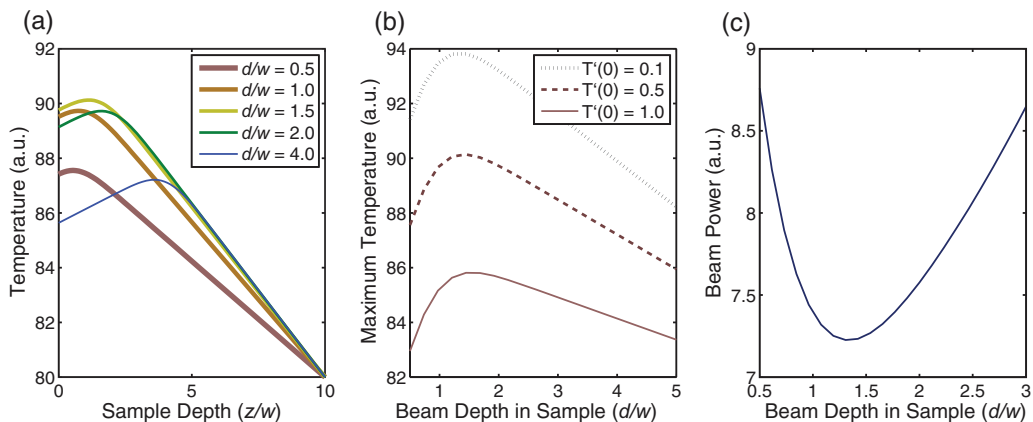 (a)
92
90
88
86
84
82
80
0
5
10
Temperature (a.u.)
Sample Depth (z/w)
d/w = 0.5
d/w = 1.0
d/w = 1.5
d/w = 2.0
d/w = 4.0
(b)
94
92
90
88
86
84
82
1
2
3
4
5
Maximum Temperature (a.u.)
Beam Depth in Sample (d/w)
T‘(0) = 0.1
T‘(0) = 0.5
T‘(0) = 1.0
(c)
9
8.5
8
7.5
7
0.5
1
1.5
2
2.5
3
Beam Power (a.u.)
Beam Depth in Sample (d/w)